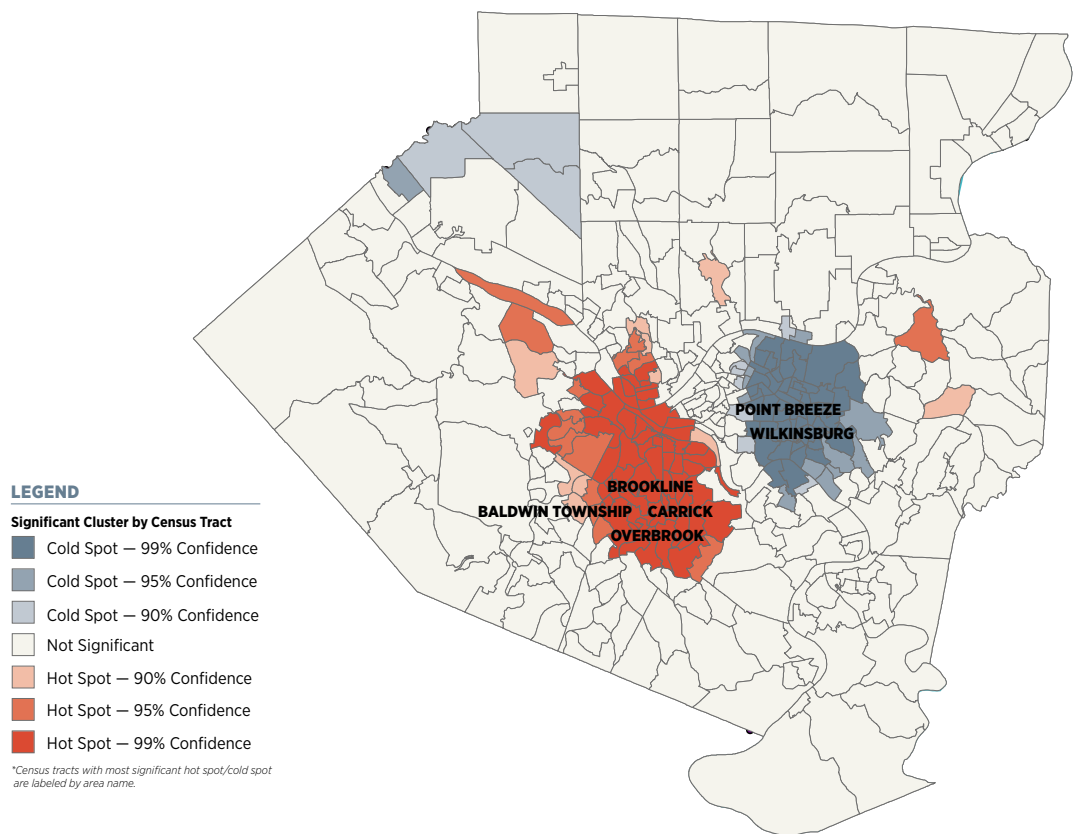 POINT BREEZE
WILKINSBURG
BROOKLINE
BALDWIN TOWNSHIP CARRICK
OVERBROOK
LEGEND
Significant Cluster by Census Tract
Cold Spot — 99% Confidence
Cold Spot — 95% Confidence
Cold Spot — 90% Confidence
Not Significant
Hot Spot — 90% Confidence
Hot Spot — 95% Confidence
Hot Spot — 99% Confidence
*Census tracts with most significant hot spot/cold spot
are labeled by area name.